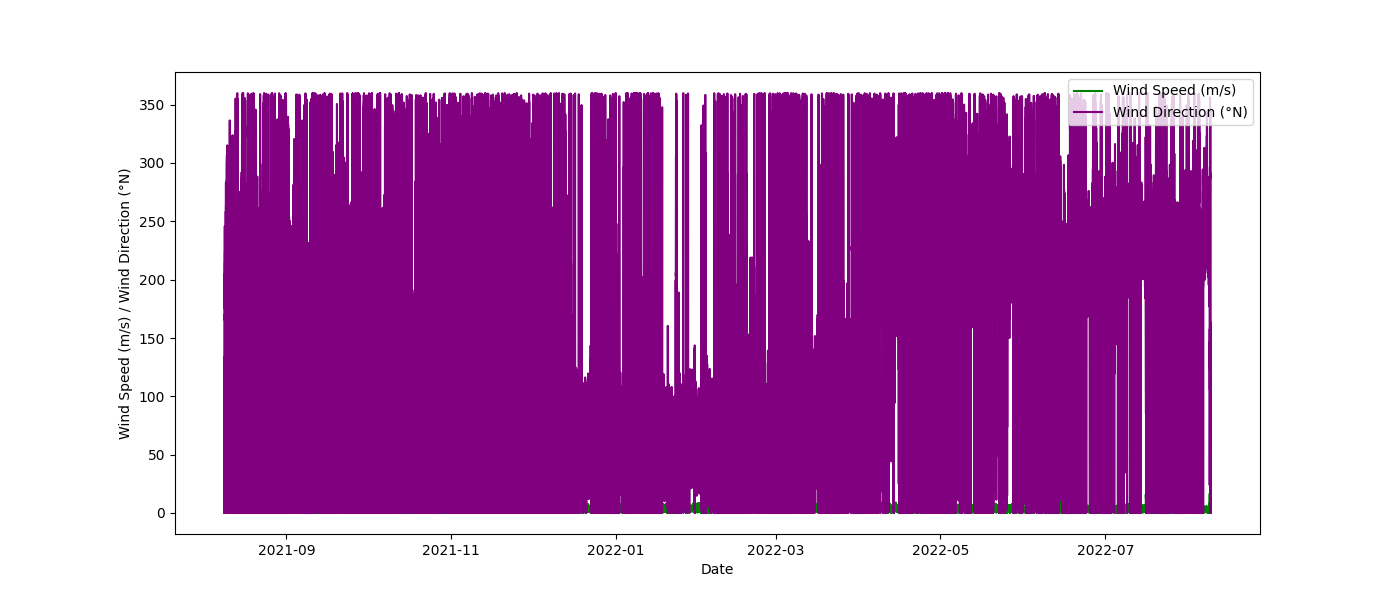 Wind Speed (m/s)
Wind Direction (°N)
Wind Speed (m/s) / Wind Direction (°N)
350
300
250
200
150
100
50
0
2021-09 2021-11 2022-01 2022-03 2022-05 2022-07
Date